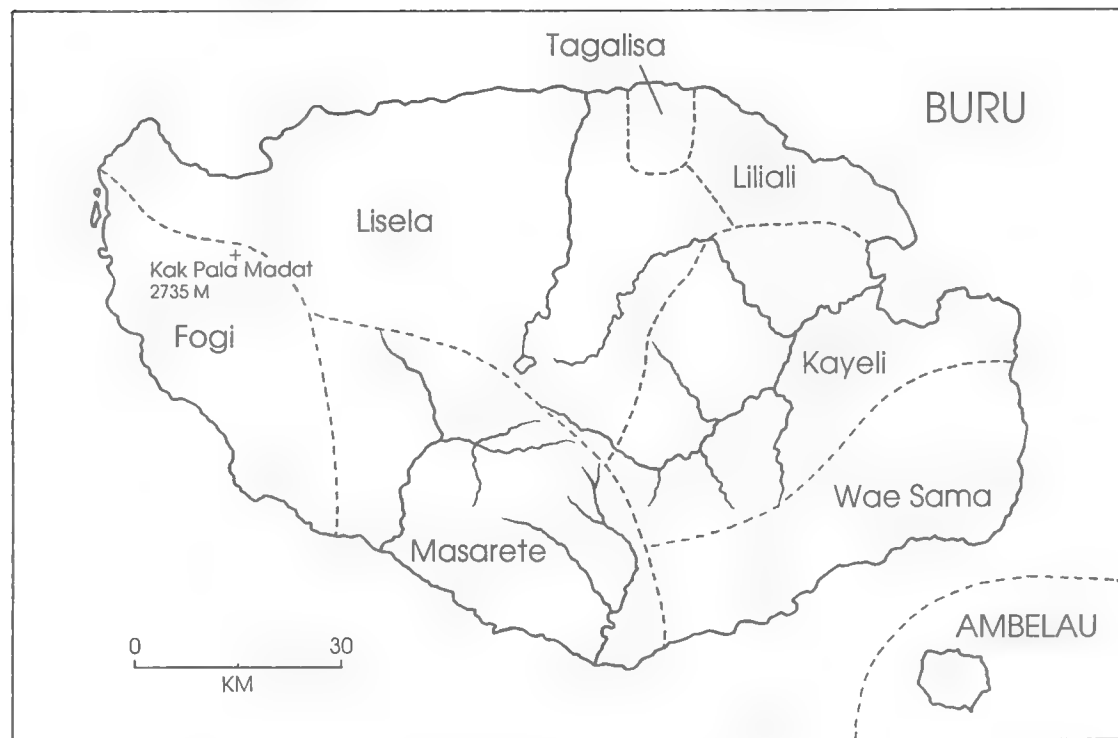 Tagalisa
BURU
Liliali
Lisela
Kak Pala Madat
2735 M
Fogi
Kayeli
Wae Sama
Masarete
AMBELAU
0 30
KM